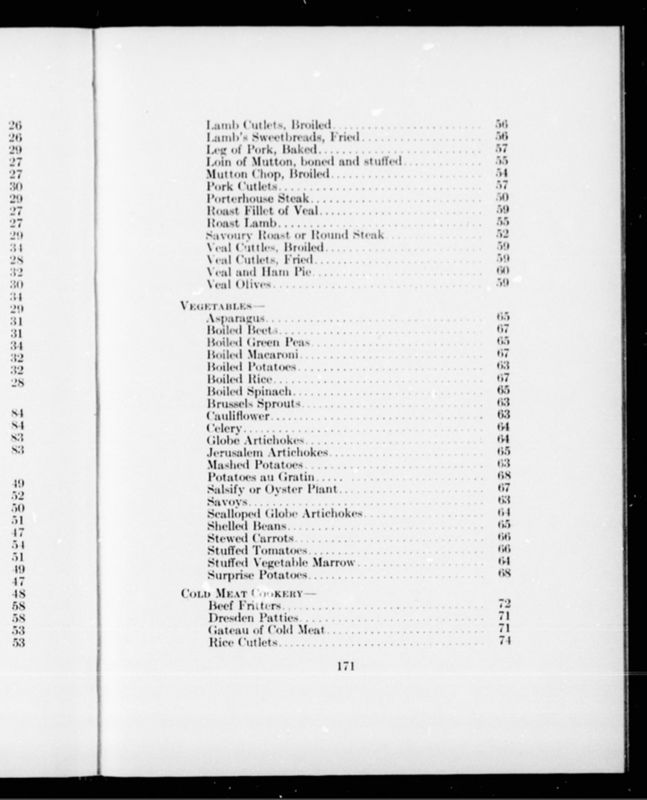 26
26
29
27
27
30
29
27
27
29
34
28
32
30
34
29
31
31
34
32
32
28
84
84
83
83
49
52
50
51
47
54
51
49
47
48
58
58
53
53
Lamb Cutlets, Broiled 56
Lamb's Sweetbreads, Fried 56
Leg of Pork, Baked 57
Loin of Mutton, boned and stuffed 55
Mutton Chop, Broiled 54
Pork Cutlets 57
Porterhouse Steak 50
Roast Fillet of Veal 59
Roast Lamb 55
Savoury Roast or Round Steak 52
Veal Cuttles, Broiled 59
Veal Cutlets, Fried 59
Veal and Ham Pie 60
Veal Olives 59
VEGETABLES—
Asparagus 65
Boiled Beets 67
Boiled Green Peas 65
Boiled Macaroni 67
Boiled Potatoes 63
Boiled Rice 67
Boiled Spinach 65
Brussels Sprouts 63
Cauliflower 63
Celery 64
Globe Artichokes 64
Jerusalem Artichokes 65
Mashed Potatoes 63
Potatoes au Gratin 68
Salsify or Oyster Plant 67
Savoys 63
Scalloped Globe Artichokes 64
Shelled Beans 65
Stewed Carrots 66
Stuffed Tomatoes 66
Stuffed Vegetable Marrow 64
Surprise Potatoes 68
COLD MEAT COOKERY—
Beef Fritters 72
Dresden Patties 71
Gateau of Cold Meat 71
Rice Cutlets 74
171